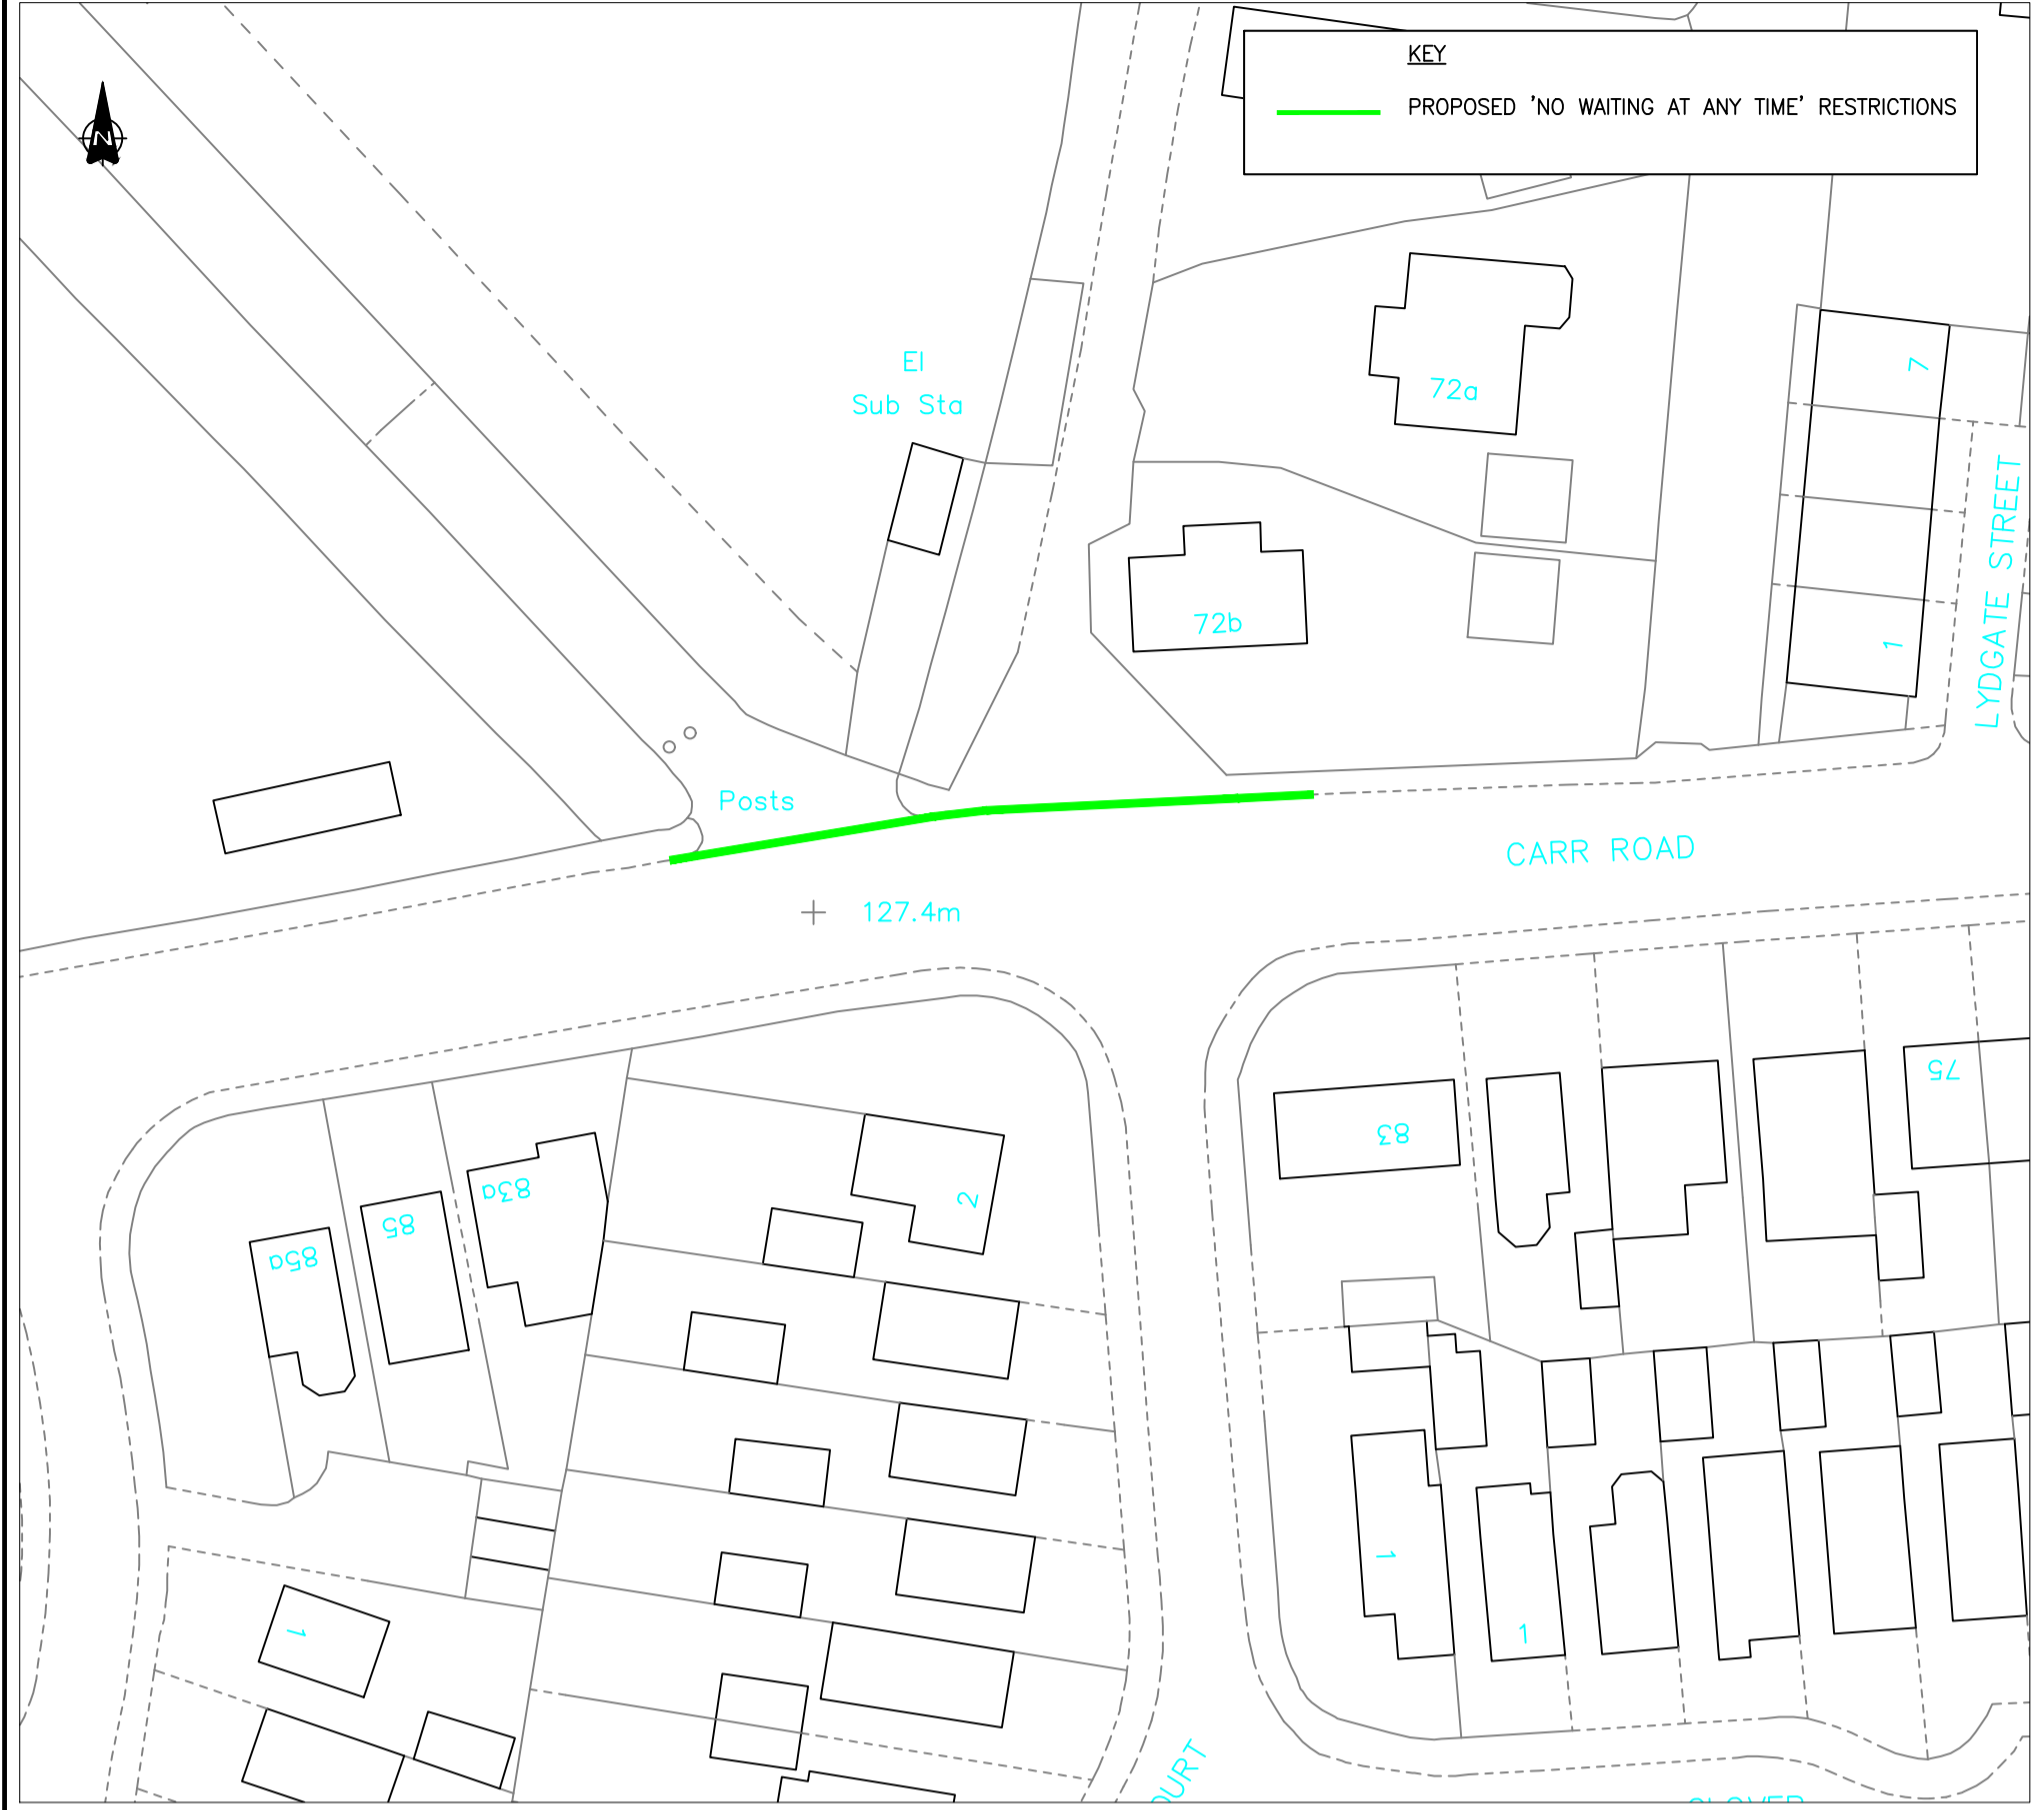 KEY
PROPOSED 'NO WAITING AT ANY TIME' RESTRICTIONS
N
El
Sub Sta
72a
7
72b
1
LYDGATE STREET
Posts
CARR ROAD
127.4m
75
83
83a
2
85
85a
1
1
1